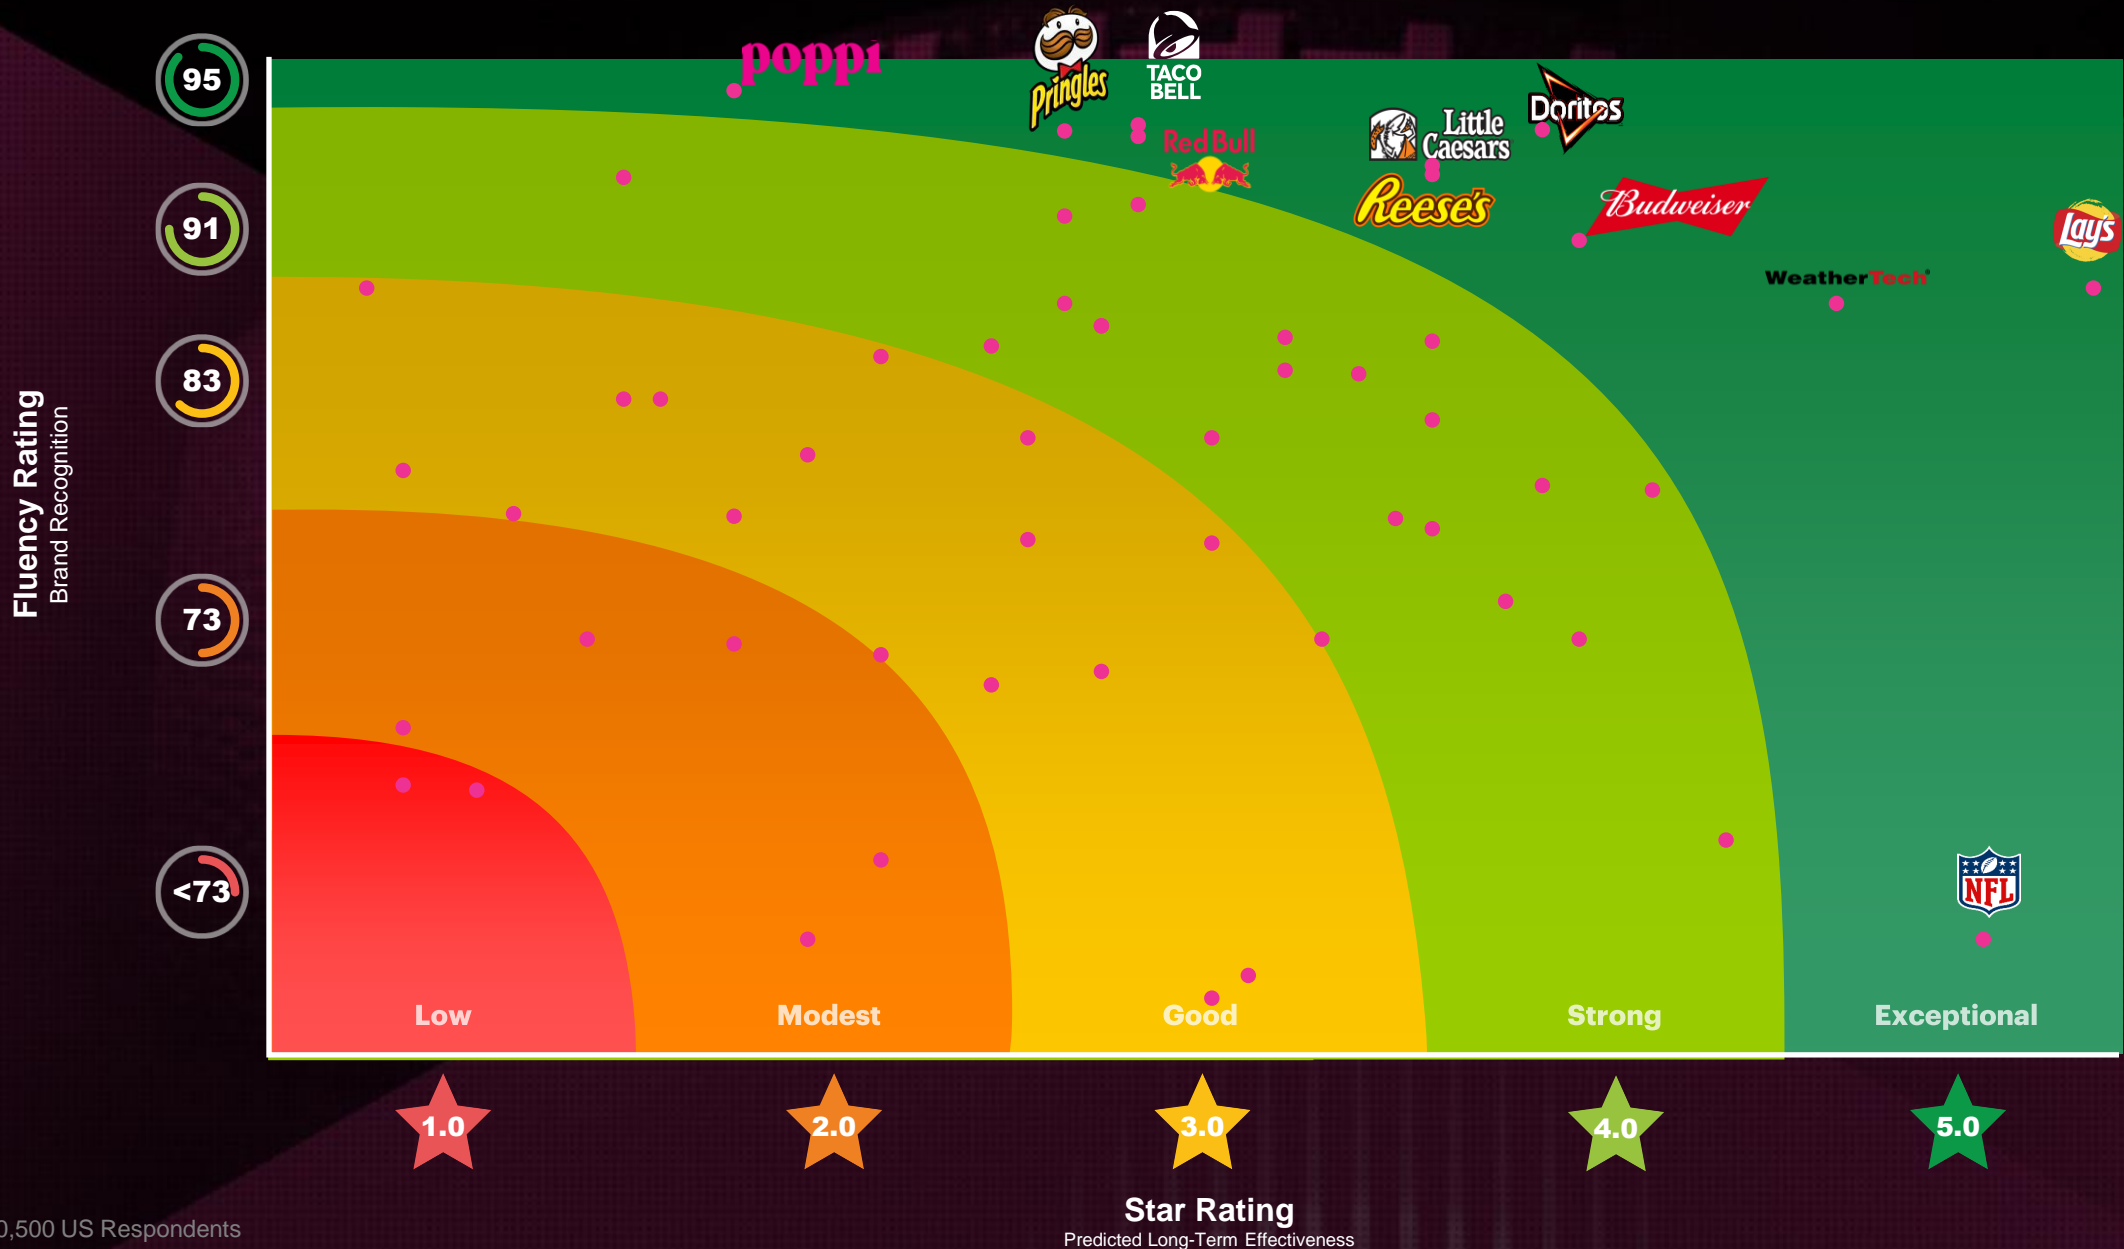 poppi
Pringles
TACO
BELL
Red Bull
Little
Caesars
Doritos
Reese's
Budweiser
Lay's
WeatherTech
NFL
95
91
83
73
<73
Fluency Rating
Brand Recognition
Low
Modest
Good
Strong
Exceptional
1.0
2.0
3.0
4.0
5.0
Star Rating
Predicted Long-Term Effectiveness
0,500 US Respondents